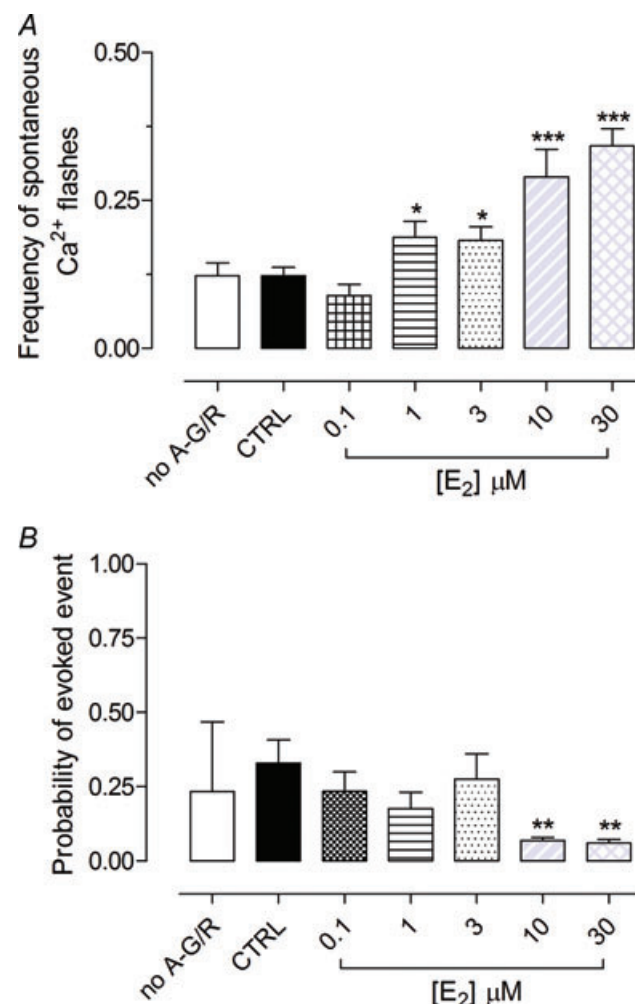 A
Frequency of spontaneous
Ca²⁺ flashes
0.50
0.25
0.00
*
*
***
***
no A-G/R
CTRL
0.1
1
3
10
30
[E₂] μM
B
Probability of evoked event
1.00
0.75
0.50
0.25
0.00
**
**
no A-G/R
CTRL
0.1
1
3
10
30
[E₂] μM